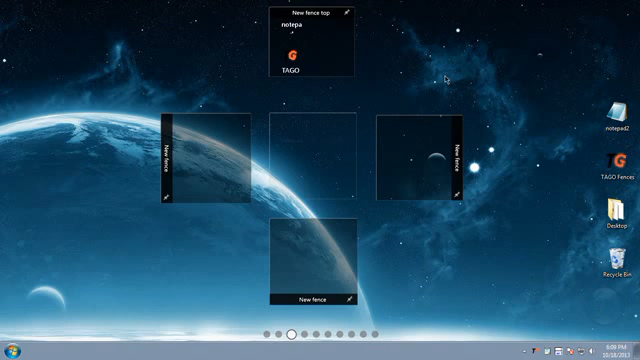 New fence top
notepa
TAGO
New fence
New fence
New fence
notepad2
TG
TAGO Fences
Desktop
Recycle Bin
6:09 PM
10/18/2013